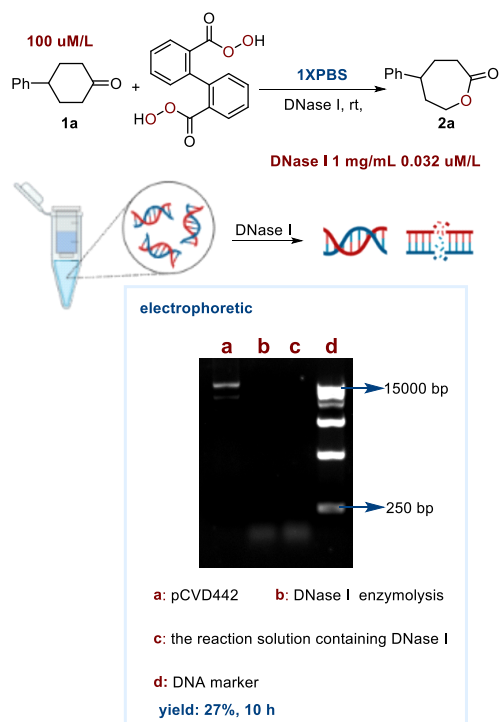 100 uM/L
O
O
OH
Ph
O
+
1XPBS
DNase I, rt,
Ph
O
O
1a
HO
O
O
2a
DNase I 1 mg/mL 0.032 uM/L
DNase I
electrophoretic
a b c d
15000 bp
250 bp
a: pCVD442 b: DNase I enzymolysis
c: the reaction solution containing DNase I
d: DNA marker
yield: 27%, 10 h